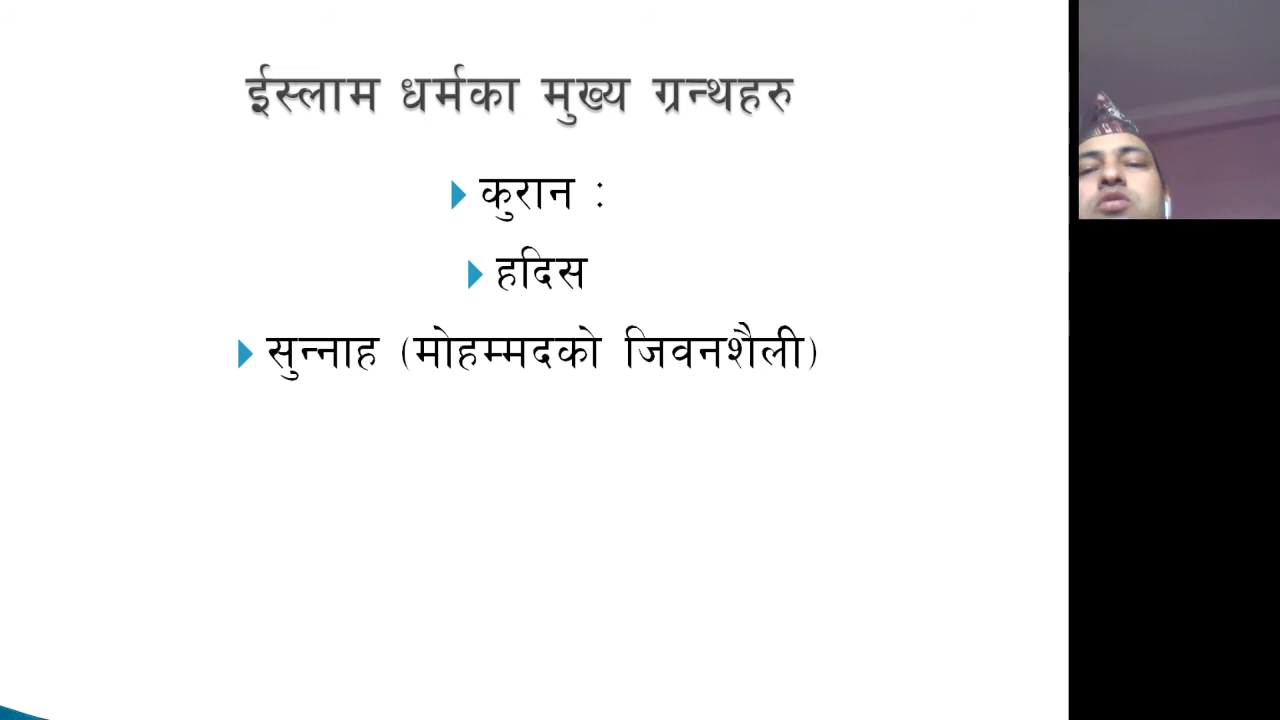 ईस्लाम धर्मका मुख्य ग्रन्थहरु
कुरान :
हदिस
सुन्नाह (मोहम्मदको जिवनशैली)